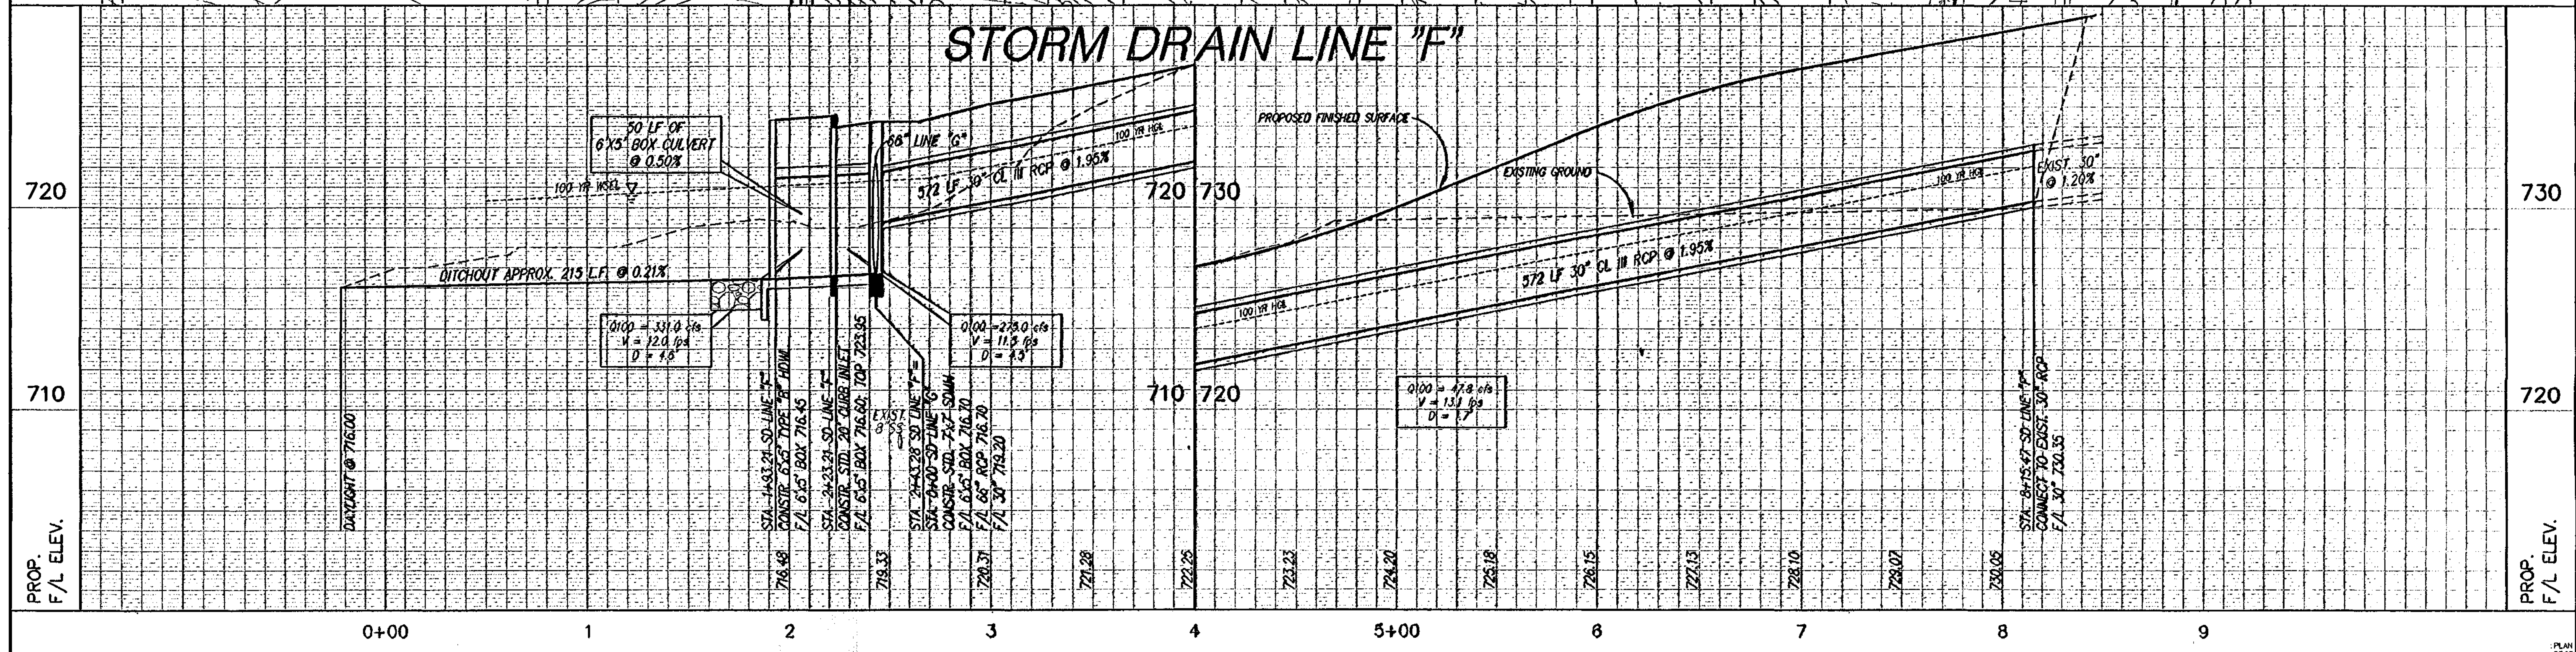 STORM DRAIN LINE "F"
50 LF OF
6'X5' BOX CULVERT
@ 0.50%
100 YR WSEL
66" LINE "G"
100 YR HGL
572 LF 30" CL III RCP @ 1.95%
720
720
730
730
PROPOSED FINISHED SURFACE
EXISTING GROUND
100 YR HGL
EXIST. 30"
@ 1.20%
DITCHOUT APPROX. 215 L.F. @ 0.21%
572 LF 30" CL III RCP @ 1.95%
100 YR HGL
Q100 = 331.0 cfs
V = 12.0 fps
D = 4.6'
Q100 = 275.0 cfs
V = 11.5 fps
D = 4.5'
710
710
720
720
Q100 = 47.8 cfs
V = 13.1 fps
D = 1.7'
DAYLIGHT @ 716.00
STA. 1+93.21 SD LINE "F"
CONSTR. 6'x5' TYPE "B" HDWL
F/L 6'x5' BOX 716.45
STA. 2+23.21 SD LINE "F"
CONSTR. STD. 20' CURB INLET
F/L 6'x5' BOX 716.60; TOP 723.95
EXIST.
8" SS
STA. 2+43.28 SD LINE "F"=
STA. 0+00 SD LINE "G"
CONSTR. STD. 7'x7' SDMH
F/L 6'x5' BOX 716.70
F/L 66" RCP 716.70
F/L 30" 719.20
STA. 8+15.47 SD LINE "F"
CONNECT TO EXIST. 30" RCP
F/L 30" 730.35
PROP.
F/L ELEV.
716.48
719.33
720.31
721.28
722.25
723.23
724.20
725.18
726.15
727.13
728.10
729.07
730.05
PROP.
F/L ELEV.
0+00
1
2
3
4
5+00
6
7
8
9
PLAN